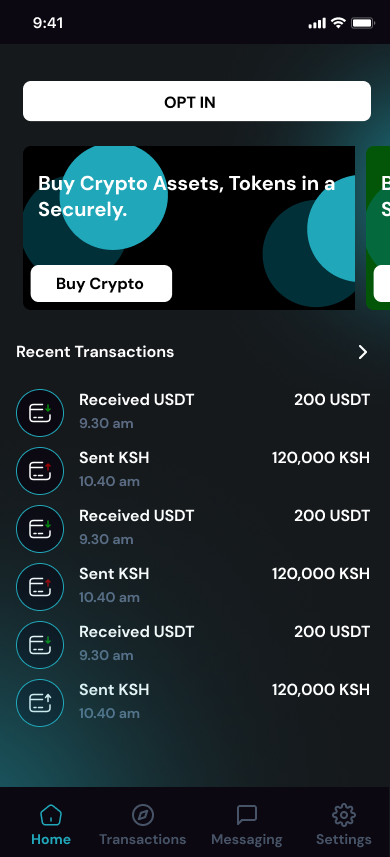 9:41
OPT IN
Buy Crypto Assets, Tokens in a
Securely.
Buy Crypto
Recent Transactions
Received USDT 200 USDT
9.30 am
Sent KSH 120,000 KSH
10.40 am
Received USDT 200 USDT
9.30 am
Sent KSH 120,000 KSH
10.40 am
Received USDT 200 USDT
9.30 am
Sent KSH 120,000 KSH
10.40 am
Home Transactions Messaging Settings